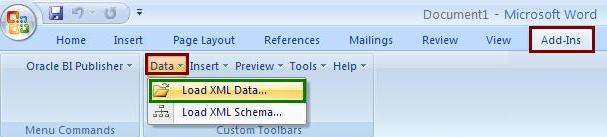 Document1 - Microsoft Word
Home Insert Page Layout References Mailings Review View Add-Ins
Oracle BI Publisher Data Insert Preview Tools Help
Load XML Data...
Load XML Schema...
Menu Commands Custom Toolbars